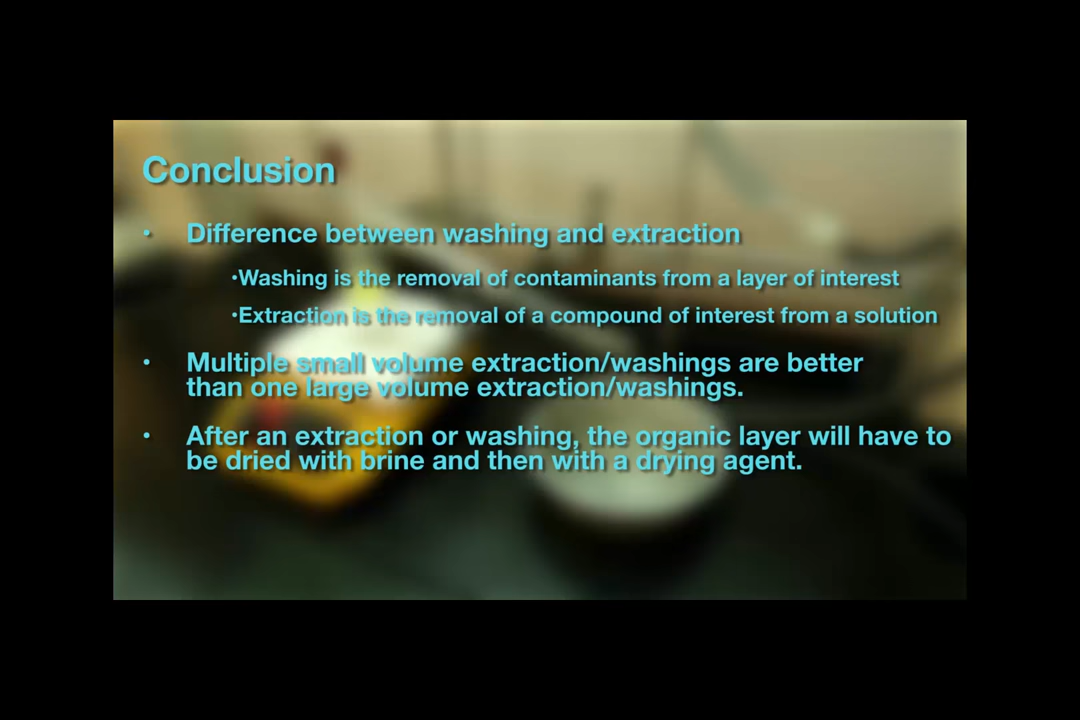 Conclusion
• Difference between washing and extraction
•Washing is the removal of contaminants from a layer of interest
•Extraction is the removal of a compound of interest from a solution
• Multiple small volume extraction/washings are better
than one large volume extraction/washings.
• After an extraction or washing, the organic layer will have to
be dried with brine and then with a drying agent.